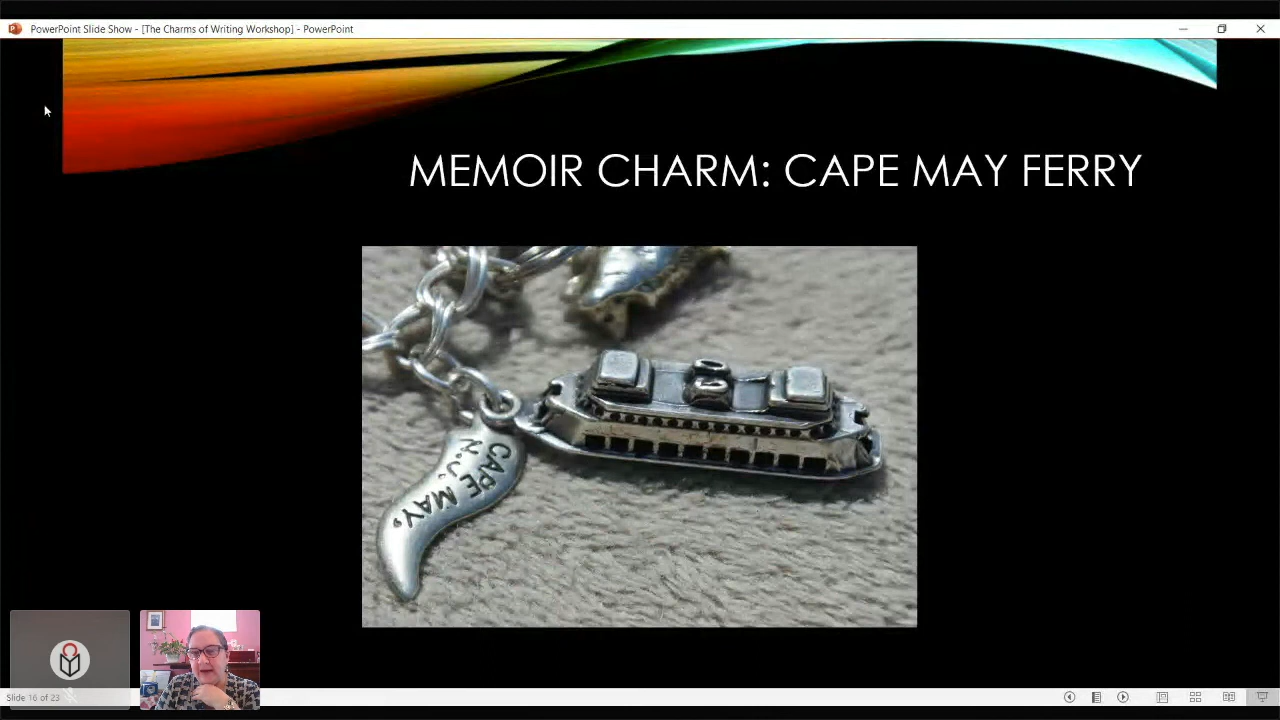 PowerPoint Slide Show - [The Charms of Writing Workshop] - PowerPoint
MEMOIR CHARM: CAPE MAY FERRY
CAPE MAY,
N.J.
Slide 16 of 23